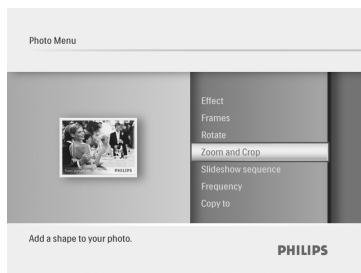 Photo Menu
Effect
Frames
Rotate
Zoom and Crop
Slideshow sequence
Frequency
Copy to
PHILIPS
Add a shape to your photo.
PHILIPS